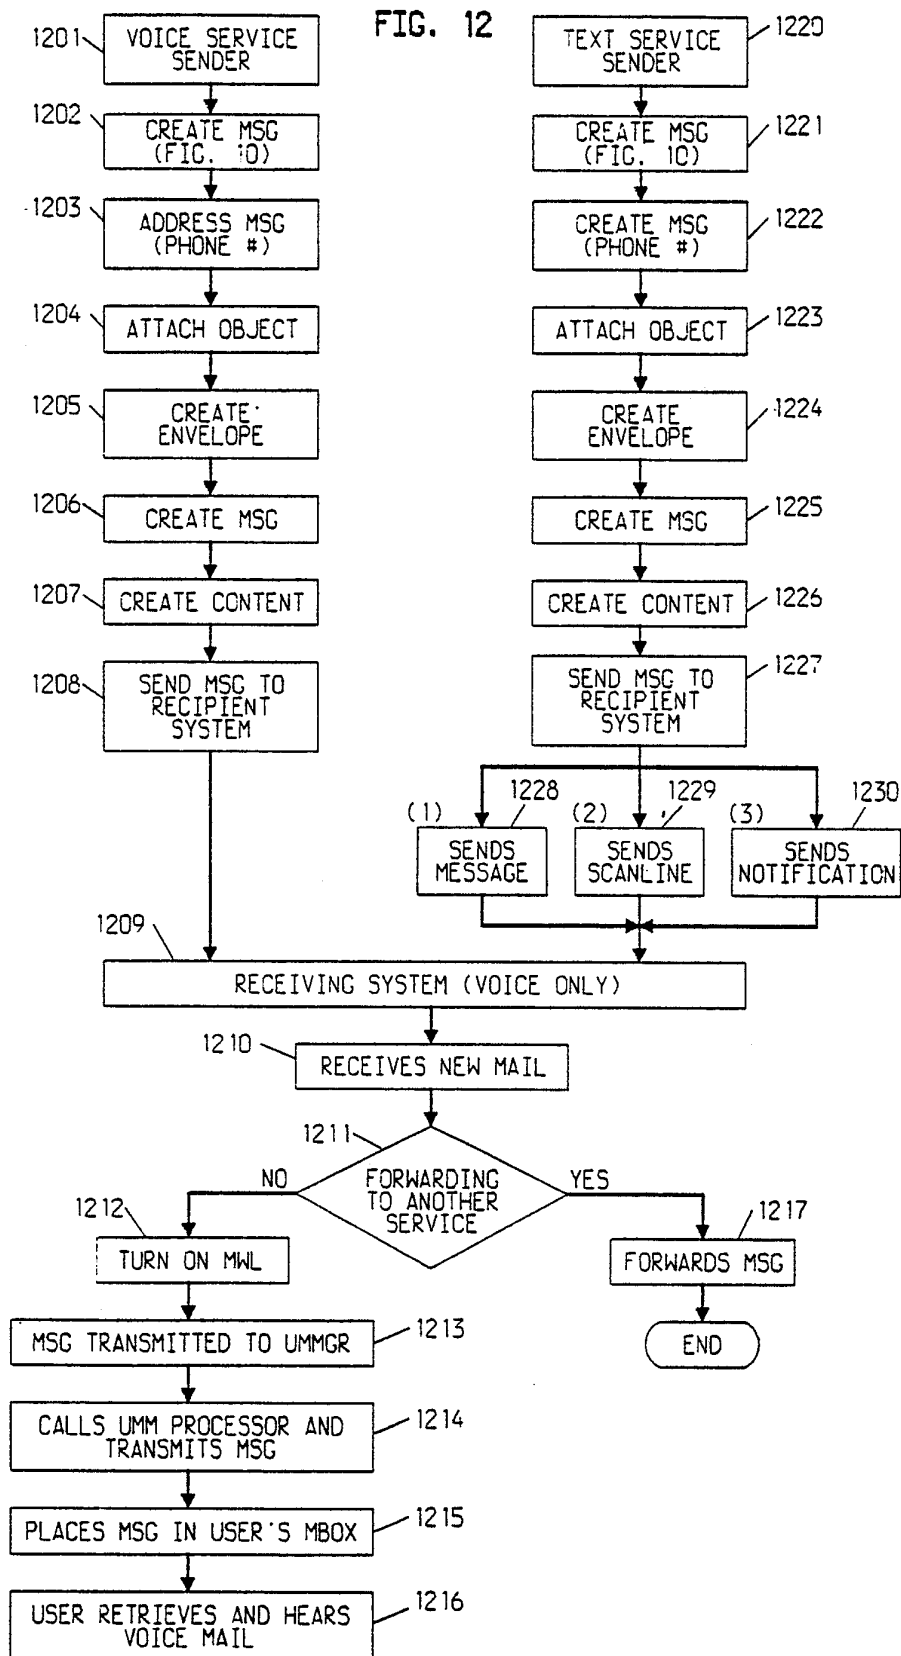 FIG. 12
1201
VOICE SERVICE
SENDER
1202
CREATE MSG
(FIG. 10)
1203
ADDRESS MSG
(PHONE #)
1204
ATTACH OBJECT
1205
CREATE
ENVELOPE
1206
CREATE MSG
1207
CREATE CONTENT
1208
SEND MSG TO
RECIPIENT
SYSTEM
TEXT SERVICE
SENDER
1220
CREATE MSG
(FIG. 10)
1221
CREATE MSG
(PHONE #)
1222
ATTACH OBJECT
1223
CREATE
ENVELOPE
1224
CREATE MSG
1225
CREATE CONTENT
1226
SEND MSG TO
RECIPIENT
SYSTEM
1227
(1)
1228
SENDS
MESSAGE
(2)
1229
SENDS
SCANLINE
(3)
1230
SENDS
NOTIFICATION
1209
RECEIVING SYSTEM (VOICE ONLY)
1210
RECEIVES NEW MAIL
1211
FORWARDING
TO ANOTHER
SERVICE
NO
YES
1212
TURN ON MWL
1217
FORWARDS MSG
END
MSG TRANSMITTED TO UMMGR
1213
CALLS UMM PROCESSOR AND
TRANSMITS MSG
1214
PLACES MSG IN USER'S MBOX
1215
USER RETRIEVES AND HEARS
VOICE MAIL
1216